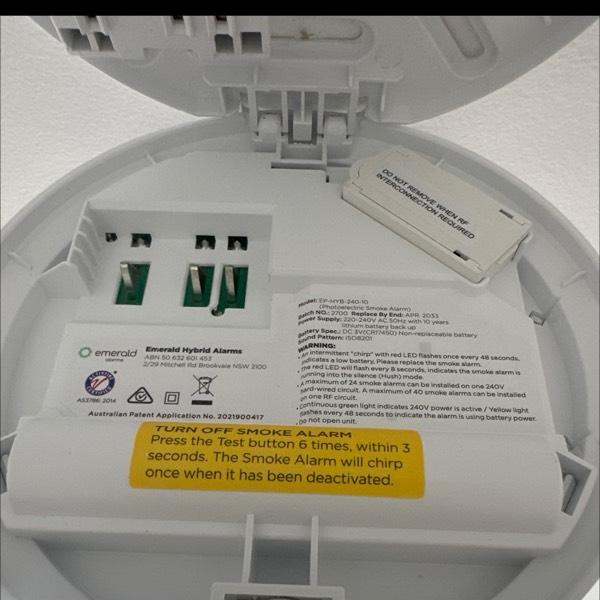 DO NOT REMOVE WHEN RF
INTERCONNECTION REQUIRED
Model: EP-HYB-240-10
(Photoelectric Smoke Alarm)
Batch NO.: 2700 Replace By End: APR, 2033
Power Supply: 220-240V AC 50Hz with 10 years
lithium battery back up
Battery Spec.: DC 3V(CR17450) Non-replaceable battery
Sound Pattern: ISO8201
WARNING:
An intermittent "chirp" with red LED flashes once every 48 seconds,
indicates a low battery. Please replace the smoke alarm.
The red LED will flash every 8 seconds, indicates the smoke alarm is
running into the silence (Hush) mode.
A maximum of 24 smoke alarms can be installed on one 240V
hard-wired circuit. A maximum of 40 smoke alarms can be installed
on one RF circuit.
Continuous green light indicates 240V power is active / Yellow light
flashes every 48 seconds to indicate the alarm is using battery power.
Do not open unit.
emerald
alarms
Emerald Hybrid Alarms
ABN 50 632 601 453
2/29 Mitchell Rd Brookvale NSW 2100
AS3786: 2014
Australian Patent Application No. 2021900417
TURN OFF SMOKE ALARM
Press the Test button 6 times, within 3
seconds. The Smoke Alarm will chirp
once when it has been deactivated.